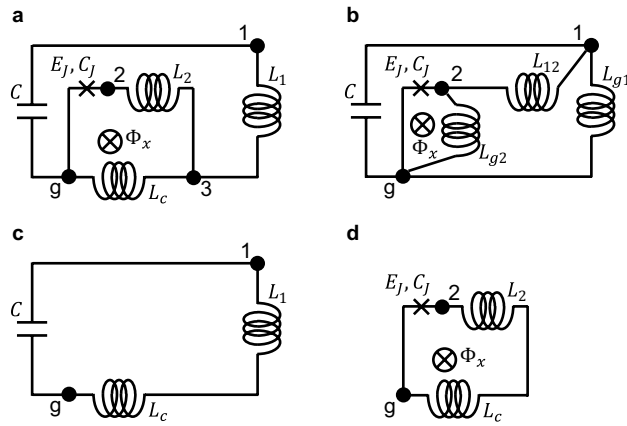 a
1
E_J, C_J
2
L_2
L_1
C
Φ_x
g
L_c
3
b
1
E_J, C_J
2
L_12
L_g1
C
Φ_x
L_g2
g
c
1
C
L_1
g
L_c
d
E_J, C_J
2
L_2
Φ_x
g
L_c